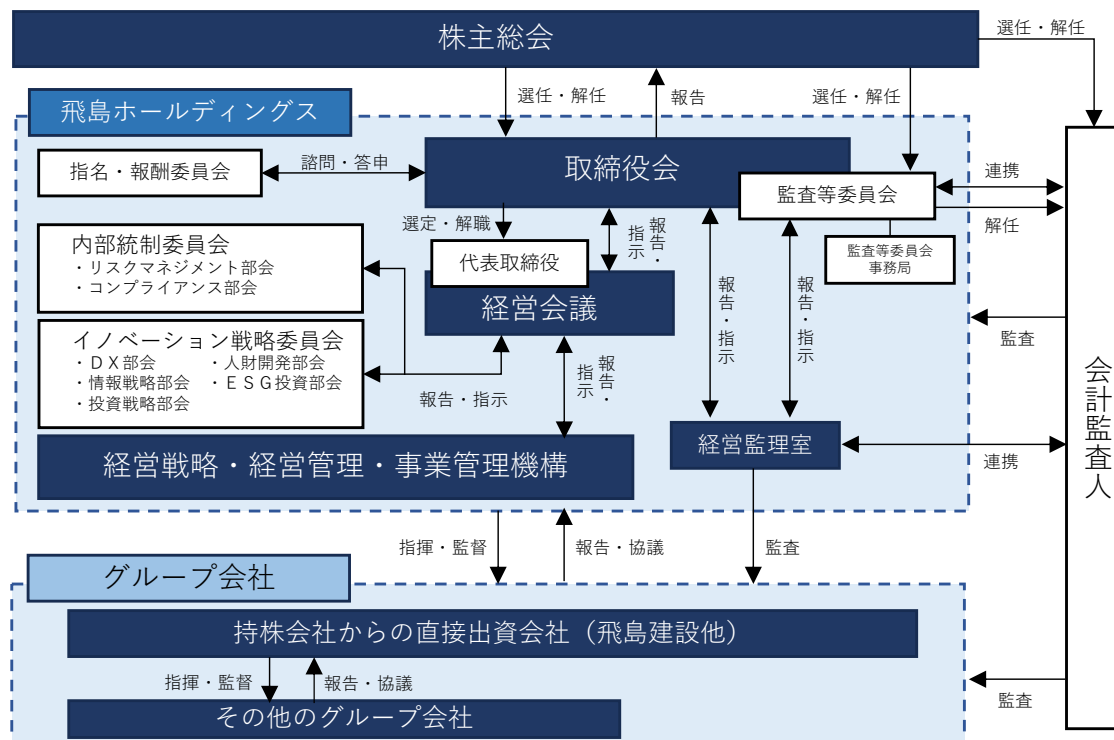 株主総会
選任・解任
選任・解任
報告
選任・解任
飛島ホールディングス
指名・報酬委員会
諮問・答申
取締役会
監査等委員会
連携
解任
監査等委員会
事務局
選定・解職
報告・
指示
代表取締役
経営会議
内部統制委員会
・リスクマネジメント部会
・コンプライアンス部会
報告・指示
報告・指示
監査
イノベーション戦略委員会
・ＤＸ部会
・人財開発部会
・情報戦略部会
・ＥＳＧ投資部会
・投資戦略部会
報告・指示
報告・
指示
会計監査人
経営戦略・経営管理・事業管理機構
経営監理室
連携
指揮・監督
報告・協議
監査
グループ会社
持株会社からの直接出資会社（飛島建設他）
指揮・監督
報告・協議
監査
その他のグループ会社